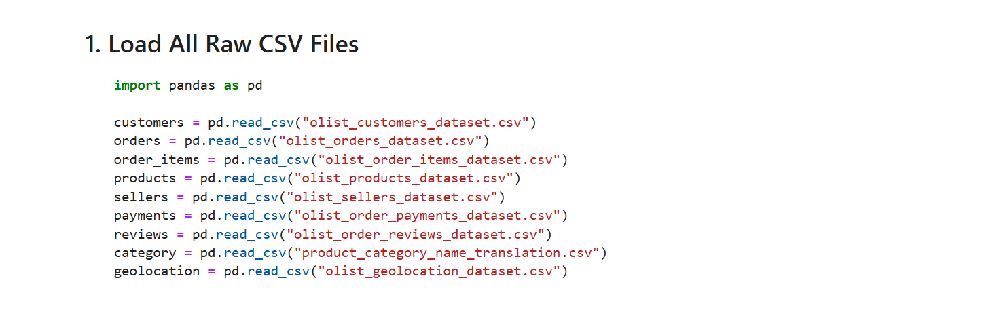 1. Load All Raw CSV Files
import pandas as pd
customers = pd.read_csv("olist_customers_dataset.csv")
orders = pd.read_csv("olist_orders_dataset.csv")
order_items = pd.read_csv("olist_order_items_dataset.csv")
products = pd.read_csv("olist_products_dataset.csv")
sellers = pd.read_csv("olist_sellers_dataset.csv")
payments = pd.read_csv("olist_order_payments_dataset.csv")
reviews = pd.read_csv("olist_order_reviews_dataset.csv")
category = pd.read_csv("product_category_name_translation.csv")
geolocation = pd.read_csv("olist_geolocation_dataset.csv")